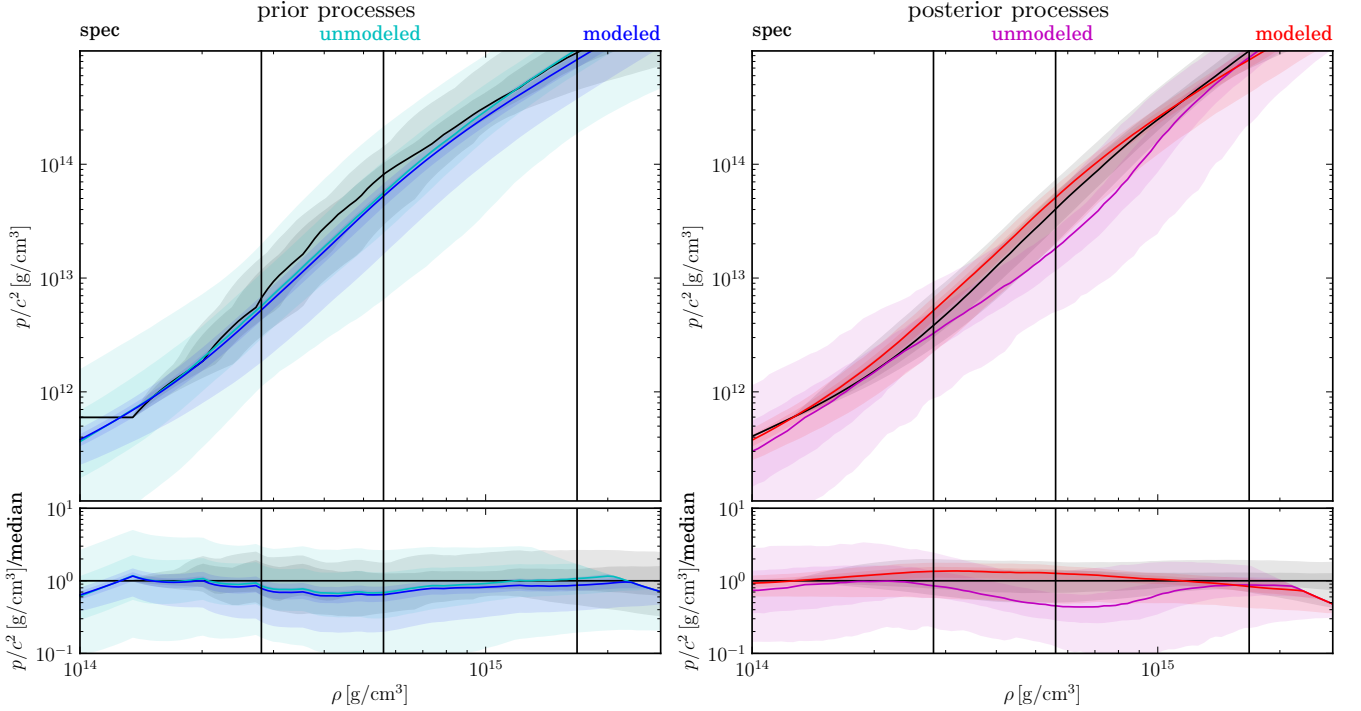 prior processes
spec unmodeled modeled
10^14
10^13
10^12
p/c^2 [g/cm^3]
10^1
10^0
10^-1
p/c^2 [g/cm^3]/median
10^14 10^15
ρ [g/cm^3]
posterior processes
spec unmodeled modeled
10^14
10^13
10^12
p/c^2 [g/cm^3]
10^1
10^0
10^-1
p/c^2 [g/cm^3]/median
10^14 10^15
ρ [g/cm^3]